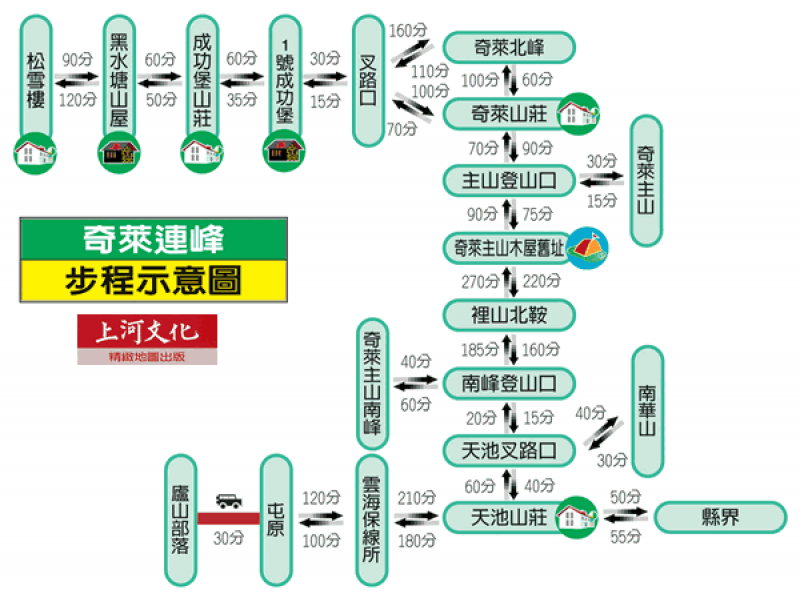 松雪樓
90分
120分
黑水塘山屋
60分
50分
成功堡山莊
60分
35分
1號成功堡
30分
15分
叉路口
160分
110分
100分
70分
奇萊北峰
100分
60分
奇萊山莊
70分
90分
主山登山口
30分
15分
奇萊主山
90分
75分
奇萊主山木屋舊址
270分
220分
裡山北鞍
185分
160分
奇萊主山南峰
40分
60分
南峰登山口
20分
15分
天池叉路口
40分
30分
南華山
60分
40分
廬山部落
30分
屯原
120分
100分
雲海保線所
210分
180分
天池山莊
50分
55分
縣界
奇萊連峰
步程示意圖
上河文化
精緻地圖出版